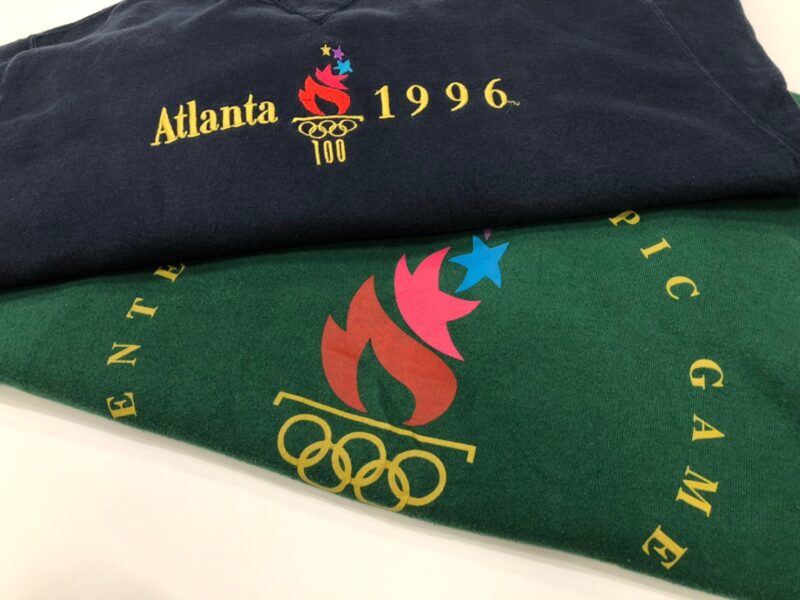 Atlanta 1996
100
ENTE
PIC GAME